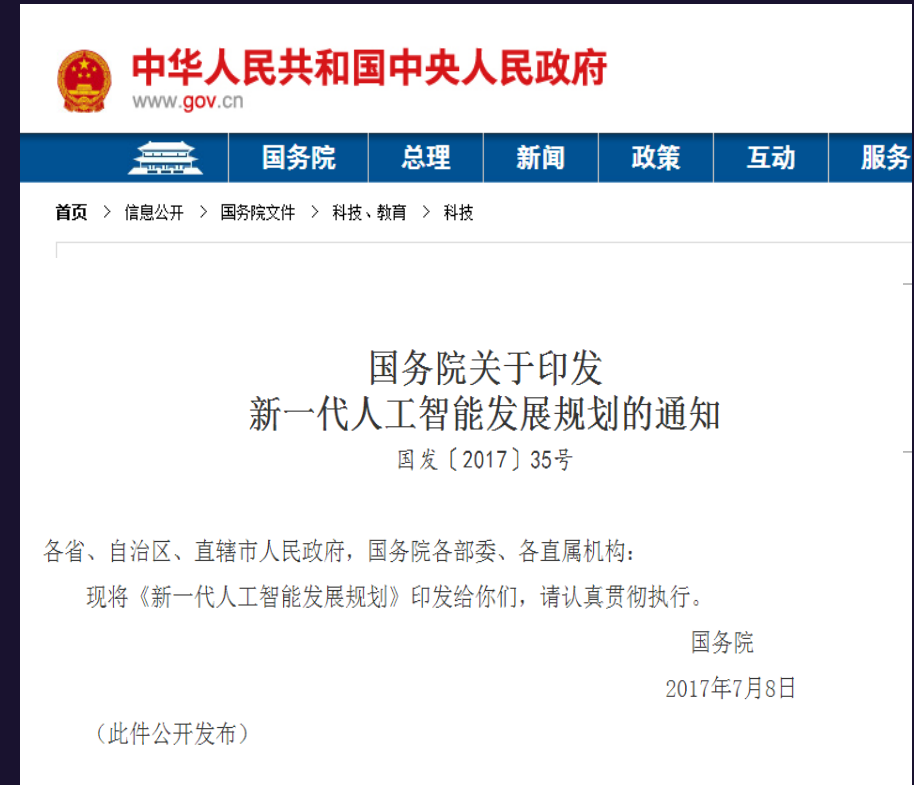 中华人民共和国中央人民政府
www.gov.cn
国务院 总理 新闻 政策 互动 服务
首页 > 信息公开 > 国务院文件 > 科技、教育 > 科技
国务院关于印发
新一代人工智能发展规划的通知
国发〔2017〕35号
各省、自治区、直辖市人民政府，国务院各部委、各直属机构：
现将《新一代人工智能发展规划》印发给你们，请认真贯彻执行。
国务院
2017年7月8日
（此件公开发布）